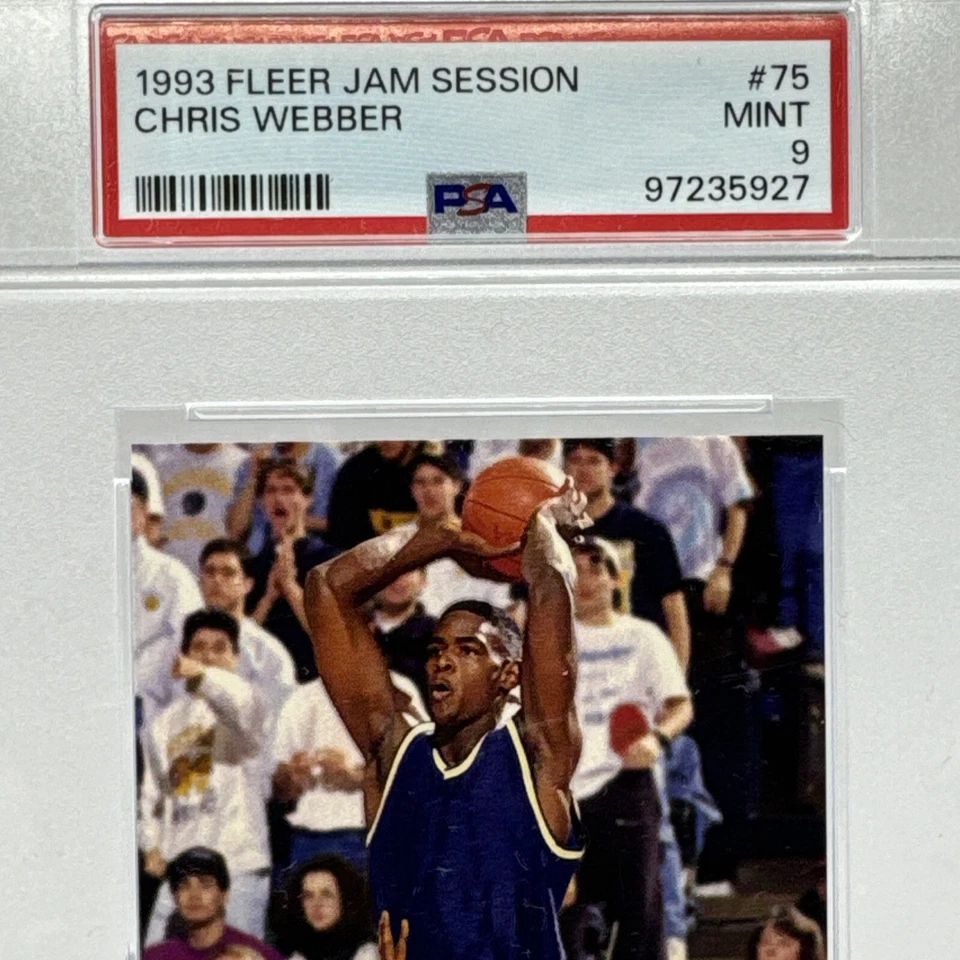 1993 FLEER JAM SESSION #75
CHRIS WEBBER MINT
9
97235927
PSA